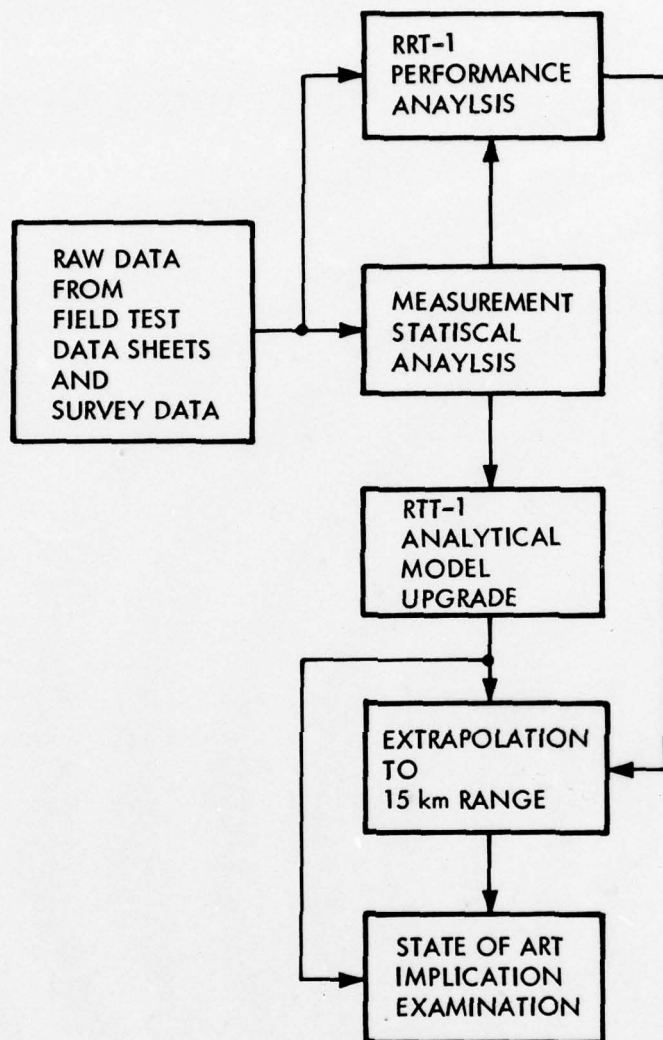 RRT-1
PERFORMANCE
ANAYLSIS
RAW DATA
FROM
FIELD TEST
DATA SHEETS
AND
SURVEY DATA
MEASUREMENT
STATISCAL
ANAYLSIS
RTT-1
ANALYTICAL
MODEL
UPGRADE
EXTRAPOLATION
TO
15 km RANGE
STATE OF ART
IMPLICATION
EXAMINATION